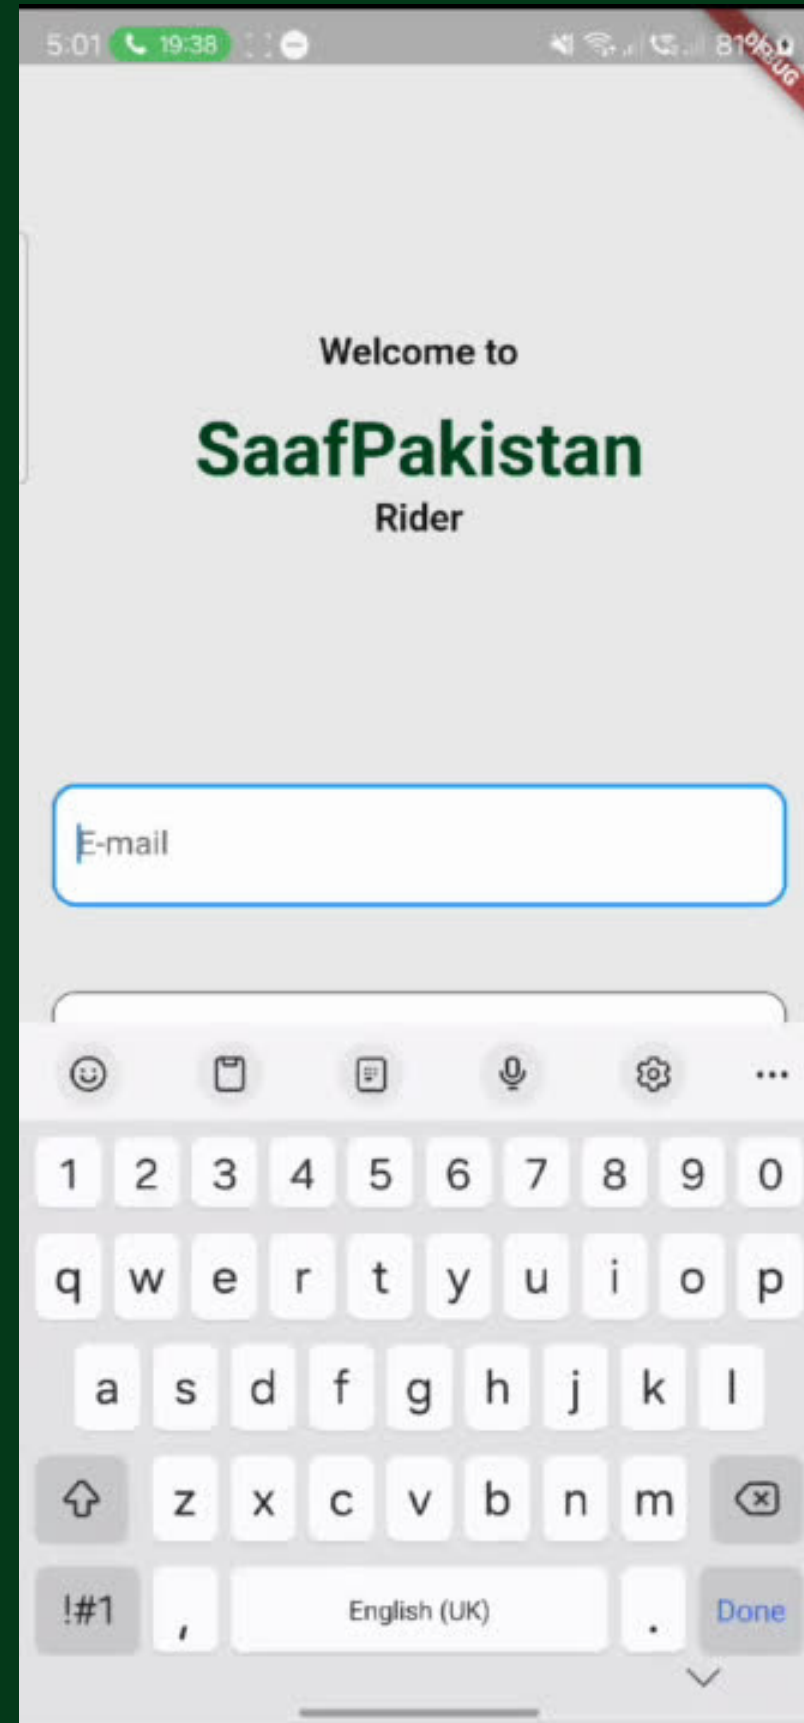 5:01 19:38 81%
Welcome to
SaafPakistan
Rider
E-mail
1 2 3 4 5 6 7 8 9 0
q w e r t y u i o p
a s d f g h j k l
z x c v b n m
!#1 , English (UK) . Done